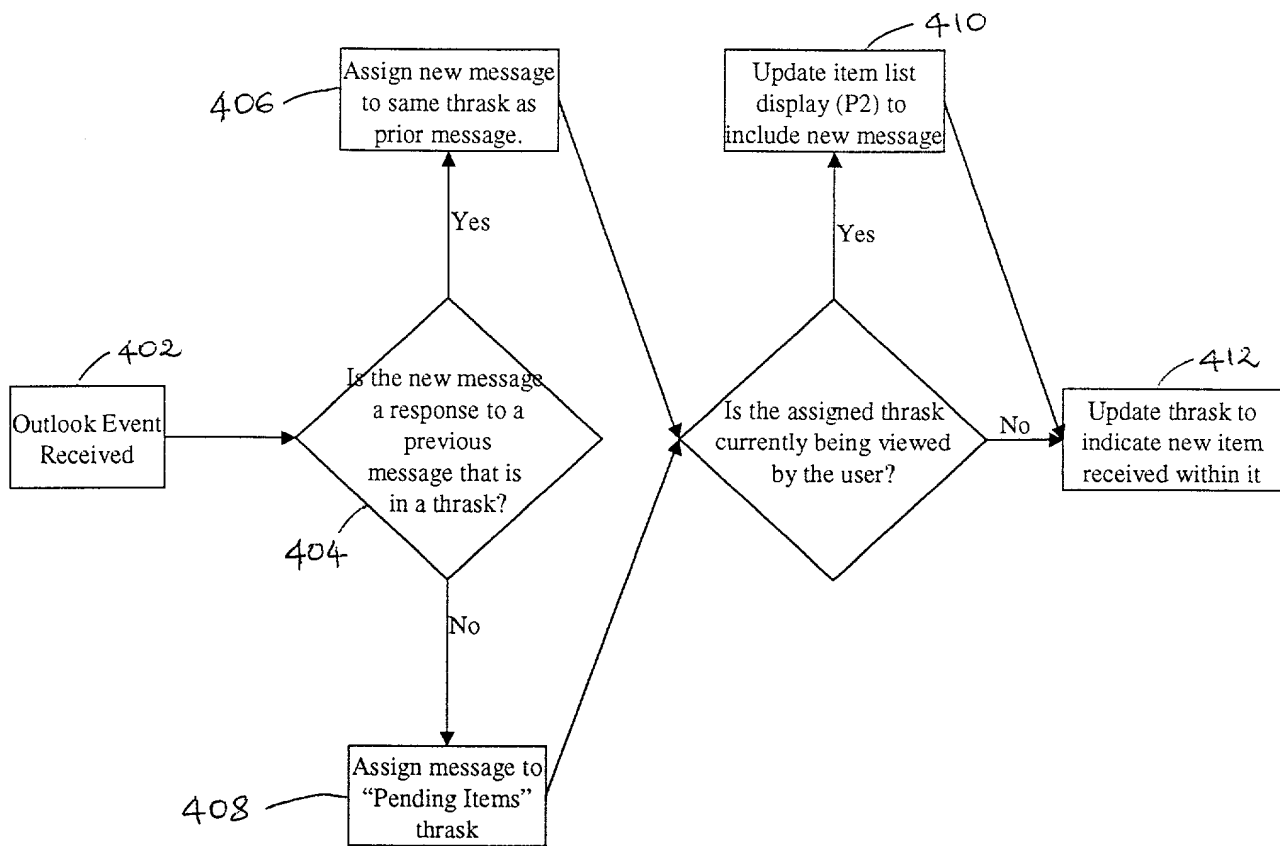 410
Assign new message
to same thrask as
prior message.
Update item list
display (P2) to
include new message
406
Yes
Yes
402
Outlook Event
Received
Is the new message
a response to a
previous
message that is
in a thrask?
404
Is the assigned thrask
currently being viewed
by the user?
No
412
Update thrask to
indicate new item
received within it
No
Assign message to
“Pending Items”
thrask
408